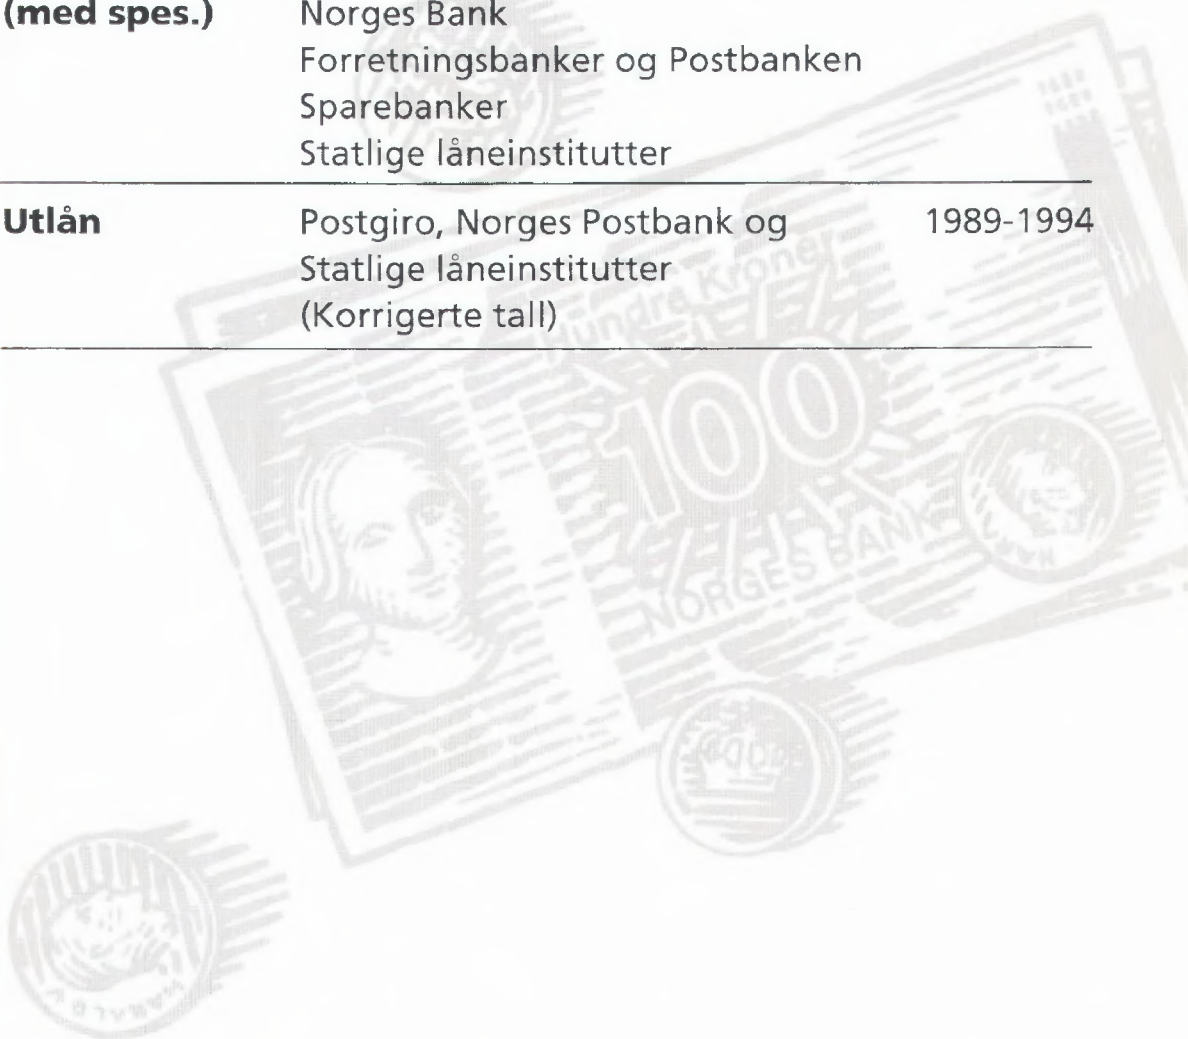 (med spes.) Norges Bank
Forretningsbanker og Postbanken
Sparebanker
Statlige låneinstitutter
Utlån Postgiro, Norges Postbank og 1989-1994
Statlige låneinstitutter
(Korrigerte tall)
Hundre Kroner
100
NORGES BANK